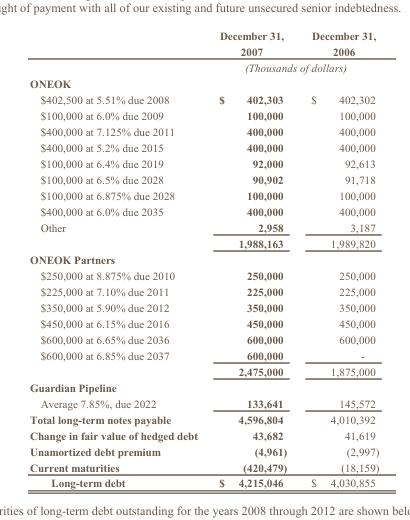 ight of payment with all of our existing and future unsecured senior indebtedness.
December 31, December 31,
2007 2006
(Thousands of dollars)
ONEOK
$402,500 at 5.51% due 2008 $ 402,303 $ 402,302
$100,000 at 6.0% due 2009 100,000 100,000
$400,000 at 7.125% due 2011 400,000 400,000
$400,000 at 5.2% due 2015 400,000 400,000
$100,000 at 6.4% due 2019 92,000 92,613
$100,000 at 6.5% due 2028 90,902 91,718
$100,000 at 6.875% due 2028 100,000 100,000
$400,000 at 6.0% due 2035 400,000 400,000
Other 2,958 3,187
1,988,163 1,989,820
ONEOK Partners
$250,000 at 8.875% due 2010 250,000 250,000
$225,000 at 7.10% due 2011 225,000 225,000
$350,000 at 5.90% due 2012 350,000 350,000
$450,000 at 6.15% due 2016 450,000 450,000
$600,000 at 6.65% due 2036 600,000 600,000
$600,000 at 6.85% due 2037 600,000 -
2,475,000 1,875,000
Guardian Pipeline
Average 7.85%, due 2022 133,641 145,572
Total long-term notes payable 4,596,804 4,010,392
Change in fair value of hedged debt 43,682 41,619
Unamortized debt premium (4,961) (2,997)
Current maturities (420,479) (18,159)
Long-term debt $ 4,215,046 $ 4,030,855
rities of long-term debt outstanding for the years 2008 through 2012 are shown bel